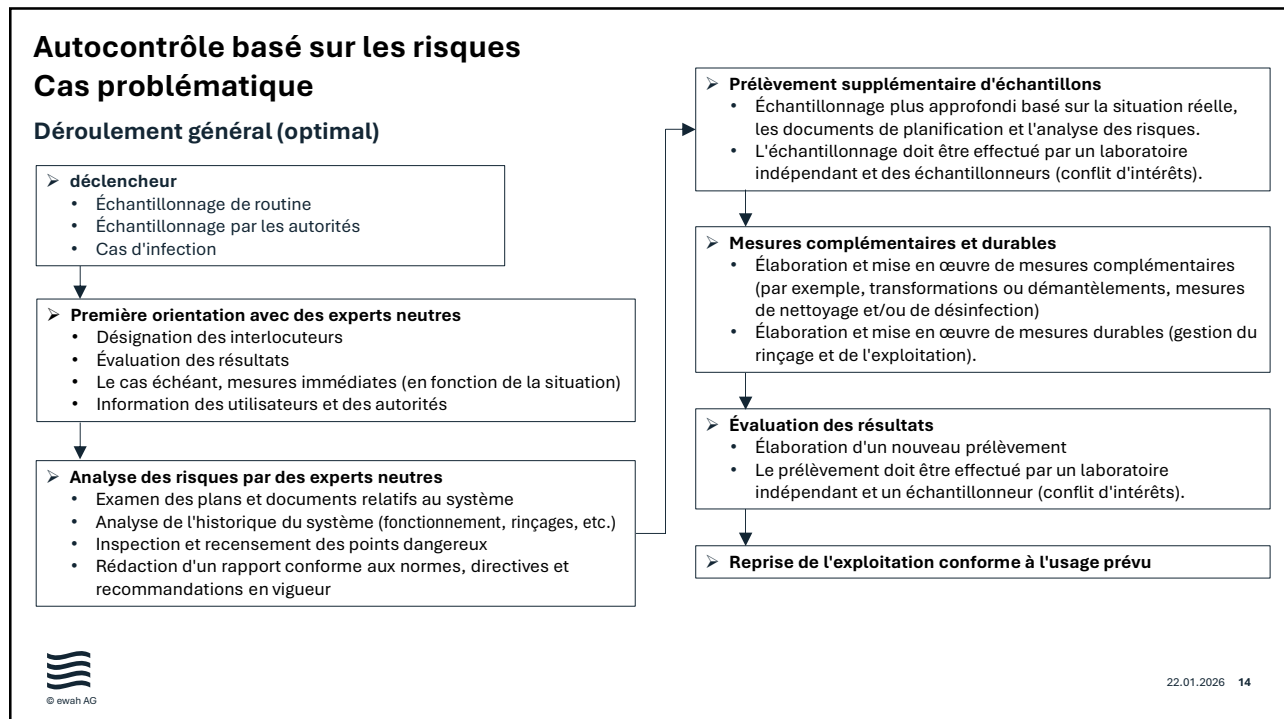 Autocontrôle basé sur les risques
Cas problématique
Déroulement général (optimal)
➢ déclencheur
• Échantillonnage de routine
• Échantillonnage par les autorités
• Cas d'infection
➢ Première orientation avec des experts neutres
• Désignation des interlocuteurs
• Évaluation des résultats
• Le cas échéant, mesures immédiates (en fonction de la situation)
• Information des utilisateurs et des autorités
➢ Analyse des risques par des experts neutres
• Examen des plans et documents relatifs au système
• Analyse de l'historique du système (fonctionnement, rinçages, etc.)
• Inspection et recensement des points dangereux
• Rédaction d'un rapport conforme aux normes, directives et
recommandations en vigueur
➢ Prélèvement supplémentaire d'échantillons
• Échantillonnage plus approfondi basé sur la situation réelle,
les documents de planification et l'analyse des risques.
• L'échantillonnage doit être effectué par un laboratoire
indépendant et des échantillonneurs (conflit d'intérêts).
➢ Mesures complémentaires et durables
• Élaboration et mise en œuvre de mesures complémentaires
(par exemple, transformations ou démantèlements, mesures
de nettoyage et/ou de désinfection)
• Élaboration et mise en œuvre de mesures durables (gestion du
rinçage et de l'exploitation).
➢ Évaluation des résultats
• Élaboration d'un nouveau prélèvement
• Le prélèvement doit être effectué par un laboratoire
indépendant et un échantillonneur (conflit d'intérêts).
➢ Reprise de l'exploitation conforme à l'usage prévu
© ewah AG
22.01.2026 14